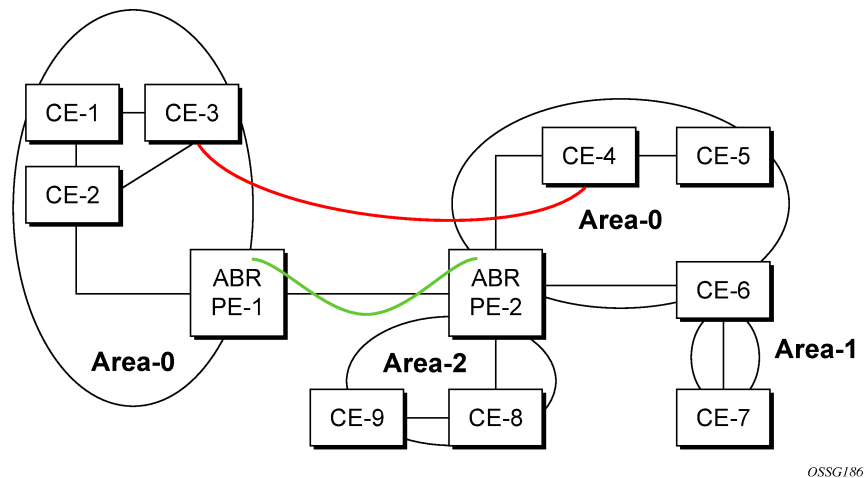 CE-1
CE-3
CE-2
ABR
PE-1
Area-0
CE-4
CE-5
Area-0
ABR
PE-2
CE-6
Area-2
Area-1
CE-9
CE-8
CE-7
OSSG186